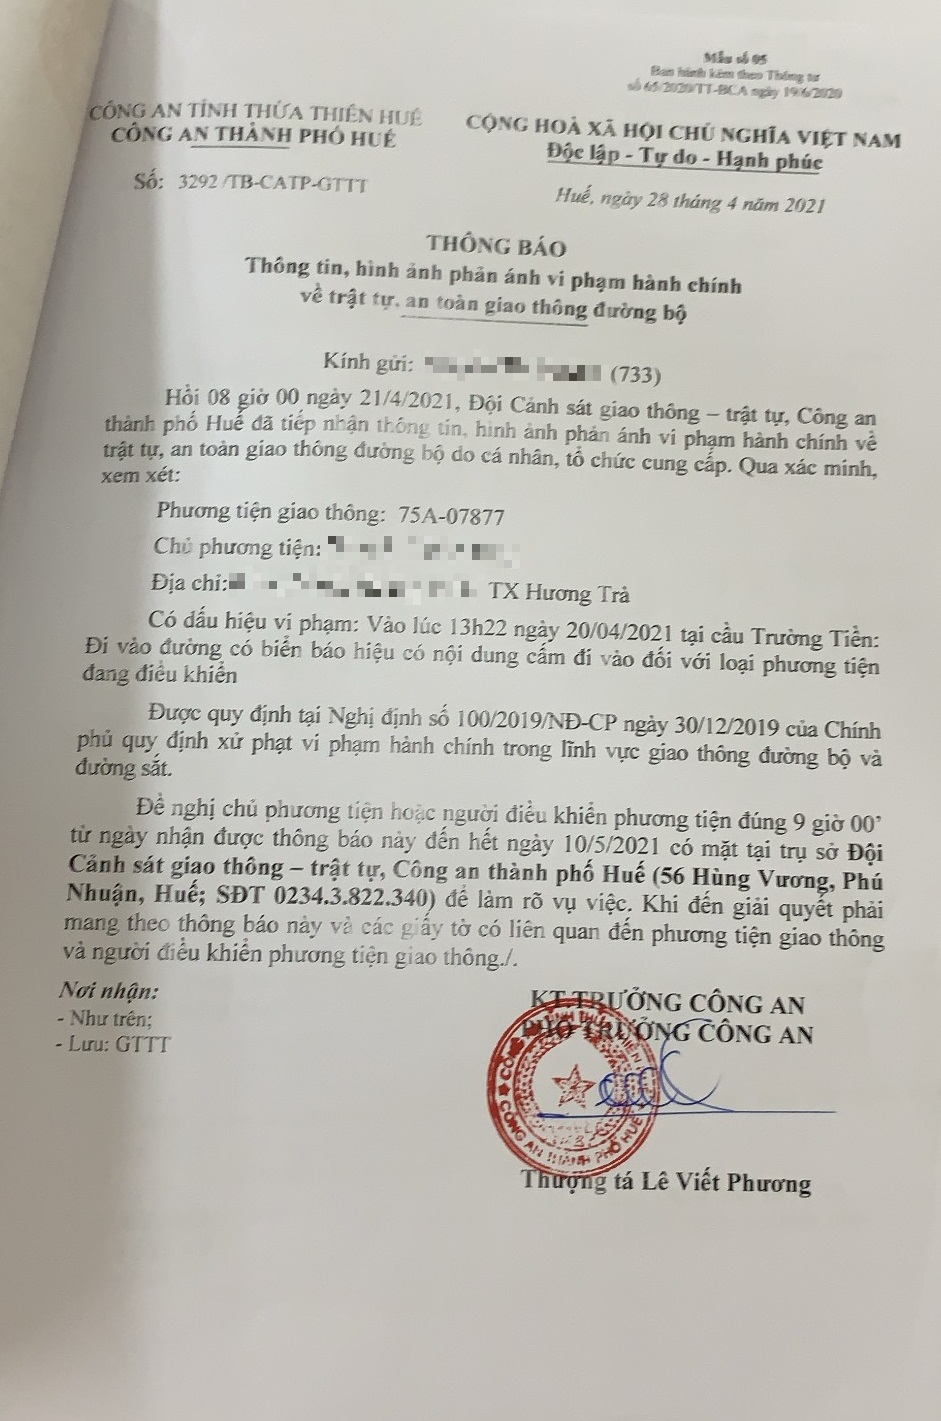 Mẫu số 05
Ban hành kèm theo Thông tư
số 65/2020/TT-BCA ngày 19/6/2020
CÔNG AN TỈNH THỪA THIÊN HUẾ
CÔNG AN THÀNH PHỐ HUẾ
CỘNG HOÀ XÃ HỘI CHỦ NGHĨA VIỆT NAM
Độc lập - Tự do - Hạnh phúc
Số: 3292 /TB-CATP-GTTT
Huế, ngày 28 tháng 4 năm 2021
THÔNG BÁO
Thông tin, hình ảnh phản ánh vi phạm hành chính
về trật tự, an toàn giao thông đường bộ
Kính gửi: (733)
Hồi 08 giờ 00 ngày 21/4/2021, Đội Cảnh sát giao thông – trật tự, Công an
thành phố Huế đã tiếp nhận thông tin, hình ảnh phản ánh vi phạm hành chính về
trật tự, an toàn giao thông đường bộ do cá nhân, tổ chức cung cấp. Qua xác minh,
xem xét:
Phương tiện giao thông: 75A-07877
Chủ phương tiện:
Địa chỉ: TX Hương Trà
Có dấu hiệu vi phạm: Vào lúc 13h22 ngày 20/04/2021 tại cầu Trường Tiền:
Đi vào đường có biển báo hiệu có nội dung cấm đi vào đối với loại phương tiện
đang điều khiển
Được quy định tại Nghị định số 100/2019/NĐ-CP ngày 30/12/2019 của Chính
phủ quy định xử phạt vi phạm hành chính trong lĩnh vực giao thông đường bộ và
đường sắt.
Đề nghị chủ phương tiện hoặc người điều khiển phương tiện đúng 9 giờ 00’
từ ngày nhận được thông báo này đến hết ngày 10/5/2021 có mặt tại trụ sở Đội
Cảnh sát giao thông – trật tự, Công an thành phố Huế (56 Hùng Vương, Phú
Nhuận, Huế; SĐT 0234.3.822.340) để làm rõ vụ việc. Khi đến giải quyết phải
mang theo thông báo này và các giấy tờ có liên quan đến phương tiện giao thông
và người điều khiển phương tiện giao thông./.
Nơi nhận:
- Như trên;
- Lưu: GTTT
KT.TRƯỞNG CÔNG AN
PHÓ TRƯỞNG CÔNG AN
CÔNG AN THÀNH PHỐ HUẾ
Thượng tá Lê Viết Phương